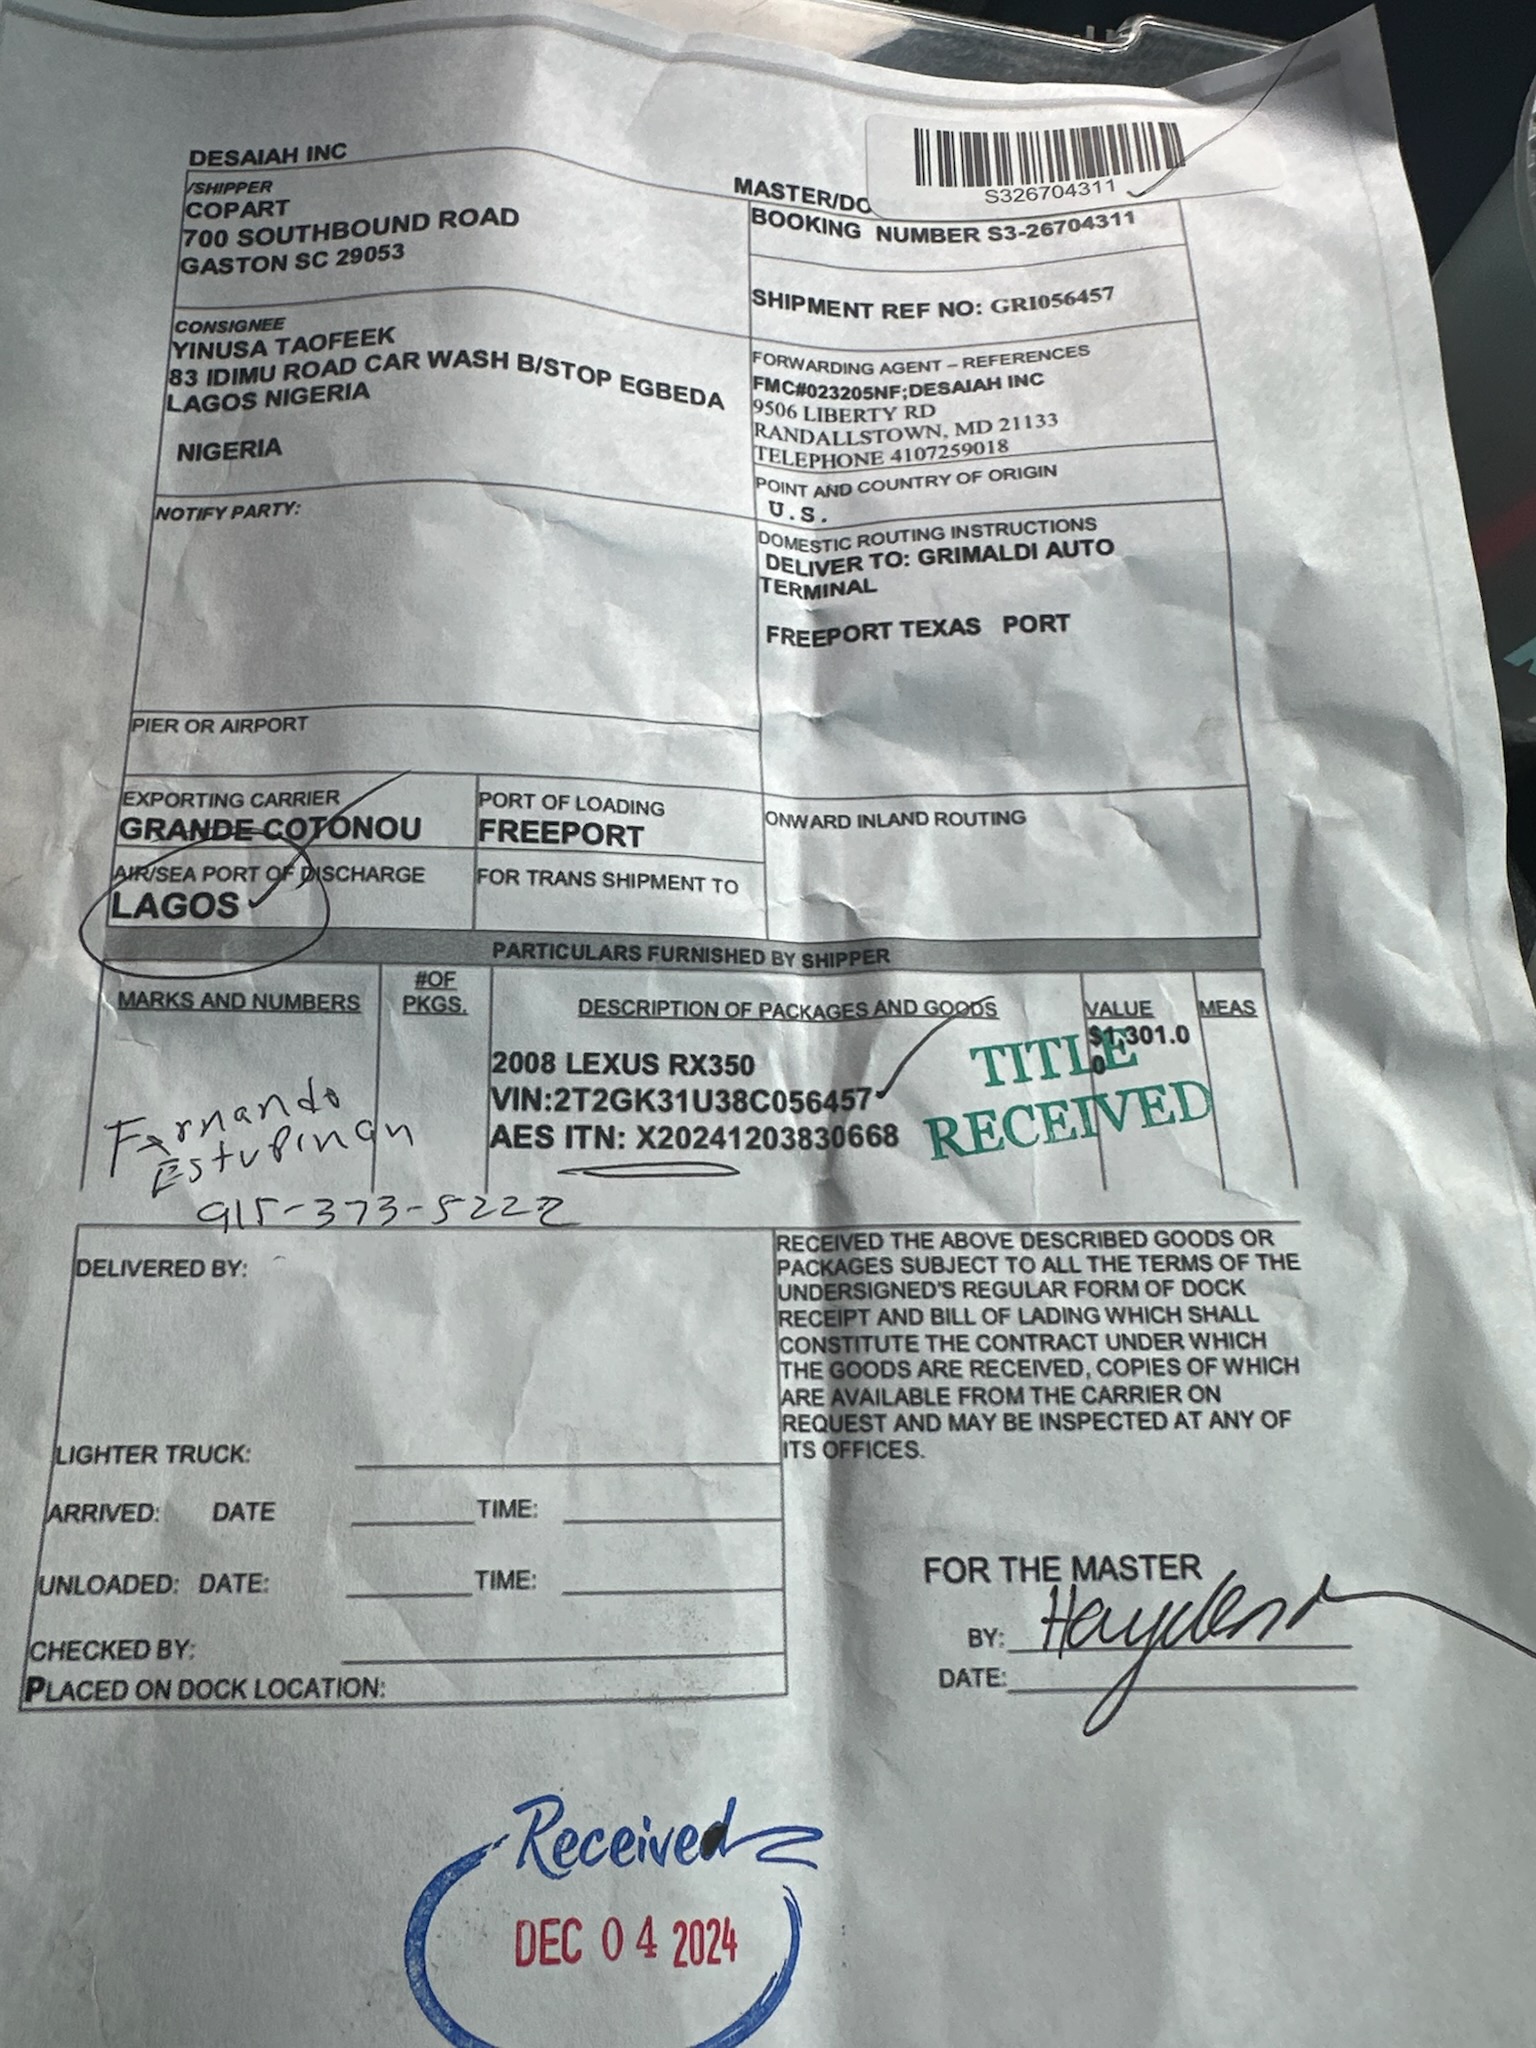 DESAIAH INC
/SHIPPER
COPART
700 SOUTHBOUND ROAD
GASTON SC 29053
S326704311
MASTER/DO
BOOKING NUMBER S3-26704311
SHIPMENT REF NO: GRI056457
CONSIGNEE
YINUSA TAOFEEK
83 IDIMU ROAD CAR WASH B/STOP EGBEDA
LAGOS NIGERIA
NIGERIA
FORWARDING AGENT – REFERENCES
FMC#023205NF;DESAIAH INC
9506 LIBERTY RD
RANDALLSTOWN, MD 21133
TELEPHONE 4107259018
POINT AND COUNTRY OF ORIGIN
U.S.
NOTIFY PARTY:
DOMESTIC ROUTING INSTRUCTIONS
DELIVER TO: GRIMALDI AUTO
TERMINAL
FREEPORT TEXAS PORT
PIER OR AIRPORT
EXPORTING CARRIER
GRANDE COTONOU
PORT OF LOADING
FREEPORT
ONWARD INLAND ROUTING
AIR/SEA PORT OF DISCHARGE
LAGOS
FOR TRANS SHIPMENT TO
PARTICULARS FURNISHED BY SHIPPER
MARKS AND NUMBERS
#OF
PKGS.
DESCRIPTION OF PACKAGES AND GOODS
VALUE
MEAS
$1,301.0
0
2008 LEXUS RX350
VIN:2T2GK31U38C056457
AES ITN: X20241203830668
TITLE
RECEIVED
Fernando
Estupinan
915-373-5222
DELIVERED BY:
RECEIVED THE ABOVE DESCRIBED GOODS OR
PACKAGES SUBJECT TO ALL THE TERMS OF THE
UNDERSIGNED'S REGULAR FORM OF DOCK
RECEIPT AND BILL OF LADING WHICH SHALL
CONSTITUTE THE CONTRACT UNDER WHICH
THE GOODS ARE RECEIVED, COPIES OF WHICH
ARE AVAILABLE FROM THE CARRIER ON
REQUEST AND MAY BE INSPECTED AT ANY OF
ITS OFFICES.
LIGHTER TRUCK:
ARRIVED: DATE TIME:
UNLOADED: DATE: TIME:
CHECKED BY:
PLACED ON DOCK LOCATION:
FOR THE MASTER
BY:
DATE:
Received
DEC 04 2024